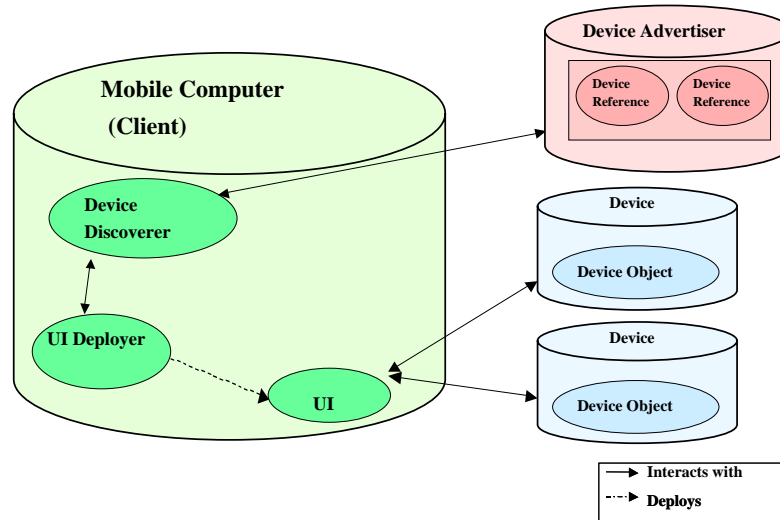 Device Advertiser
Device
Reference
Device
Reference
Mobile Computer
(Client)
Device
Discoverer
UI Deployer
UI
Device
Device Object
Device
Device Object
Interacts with
Deploys